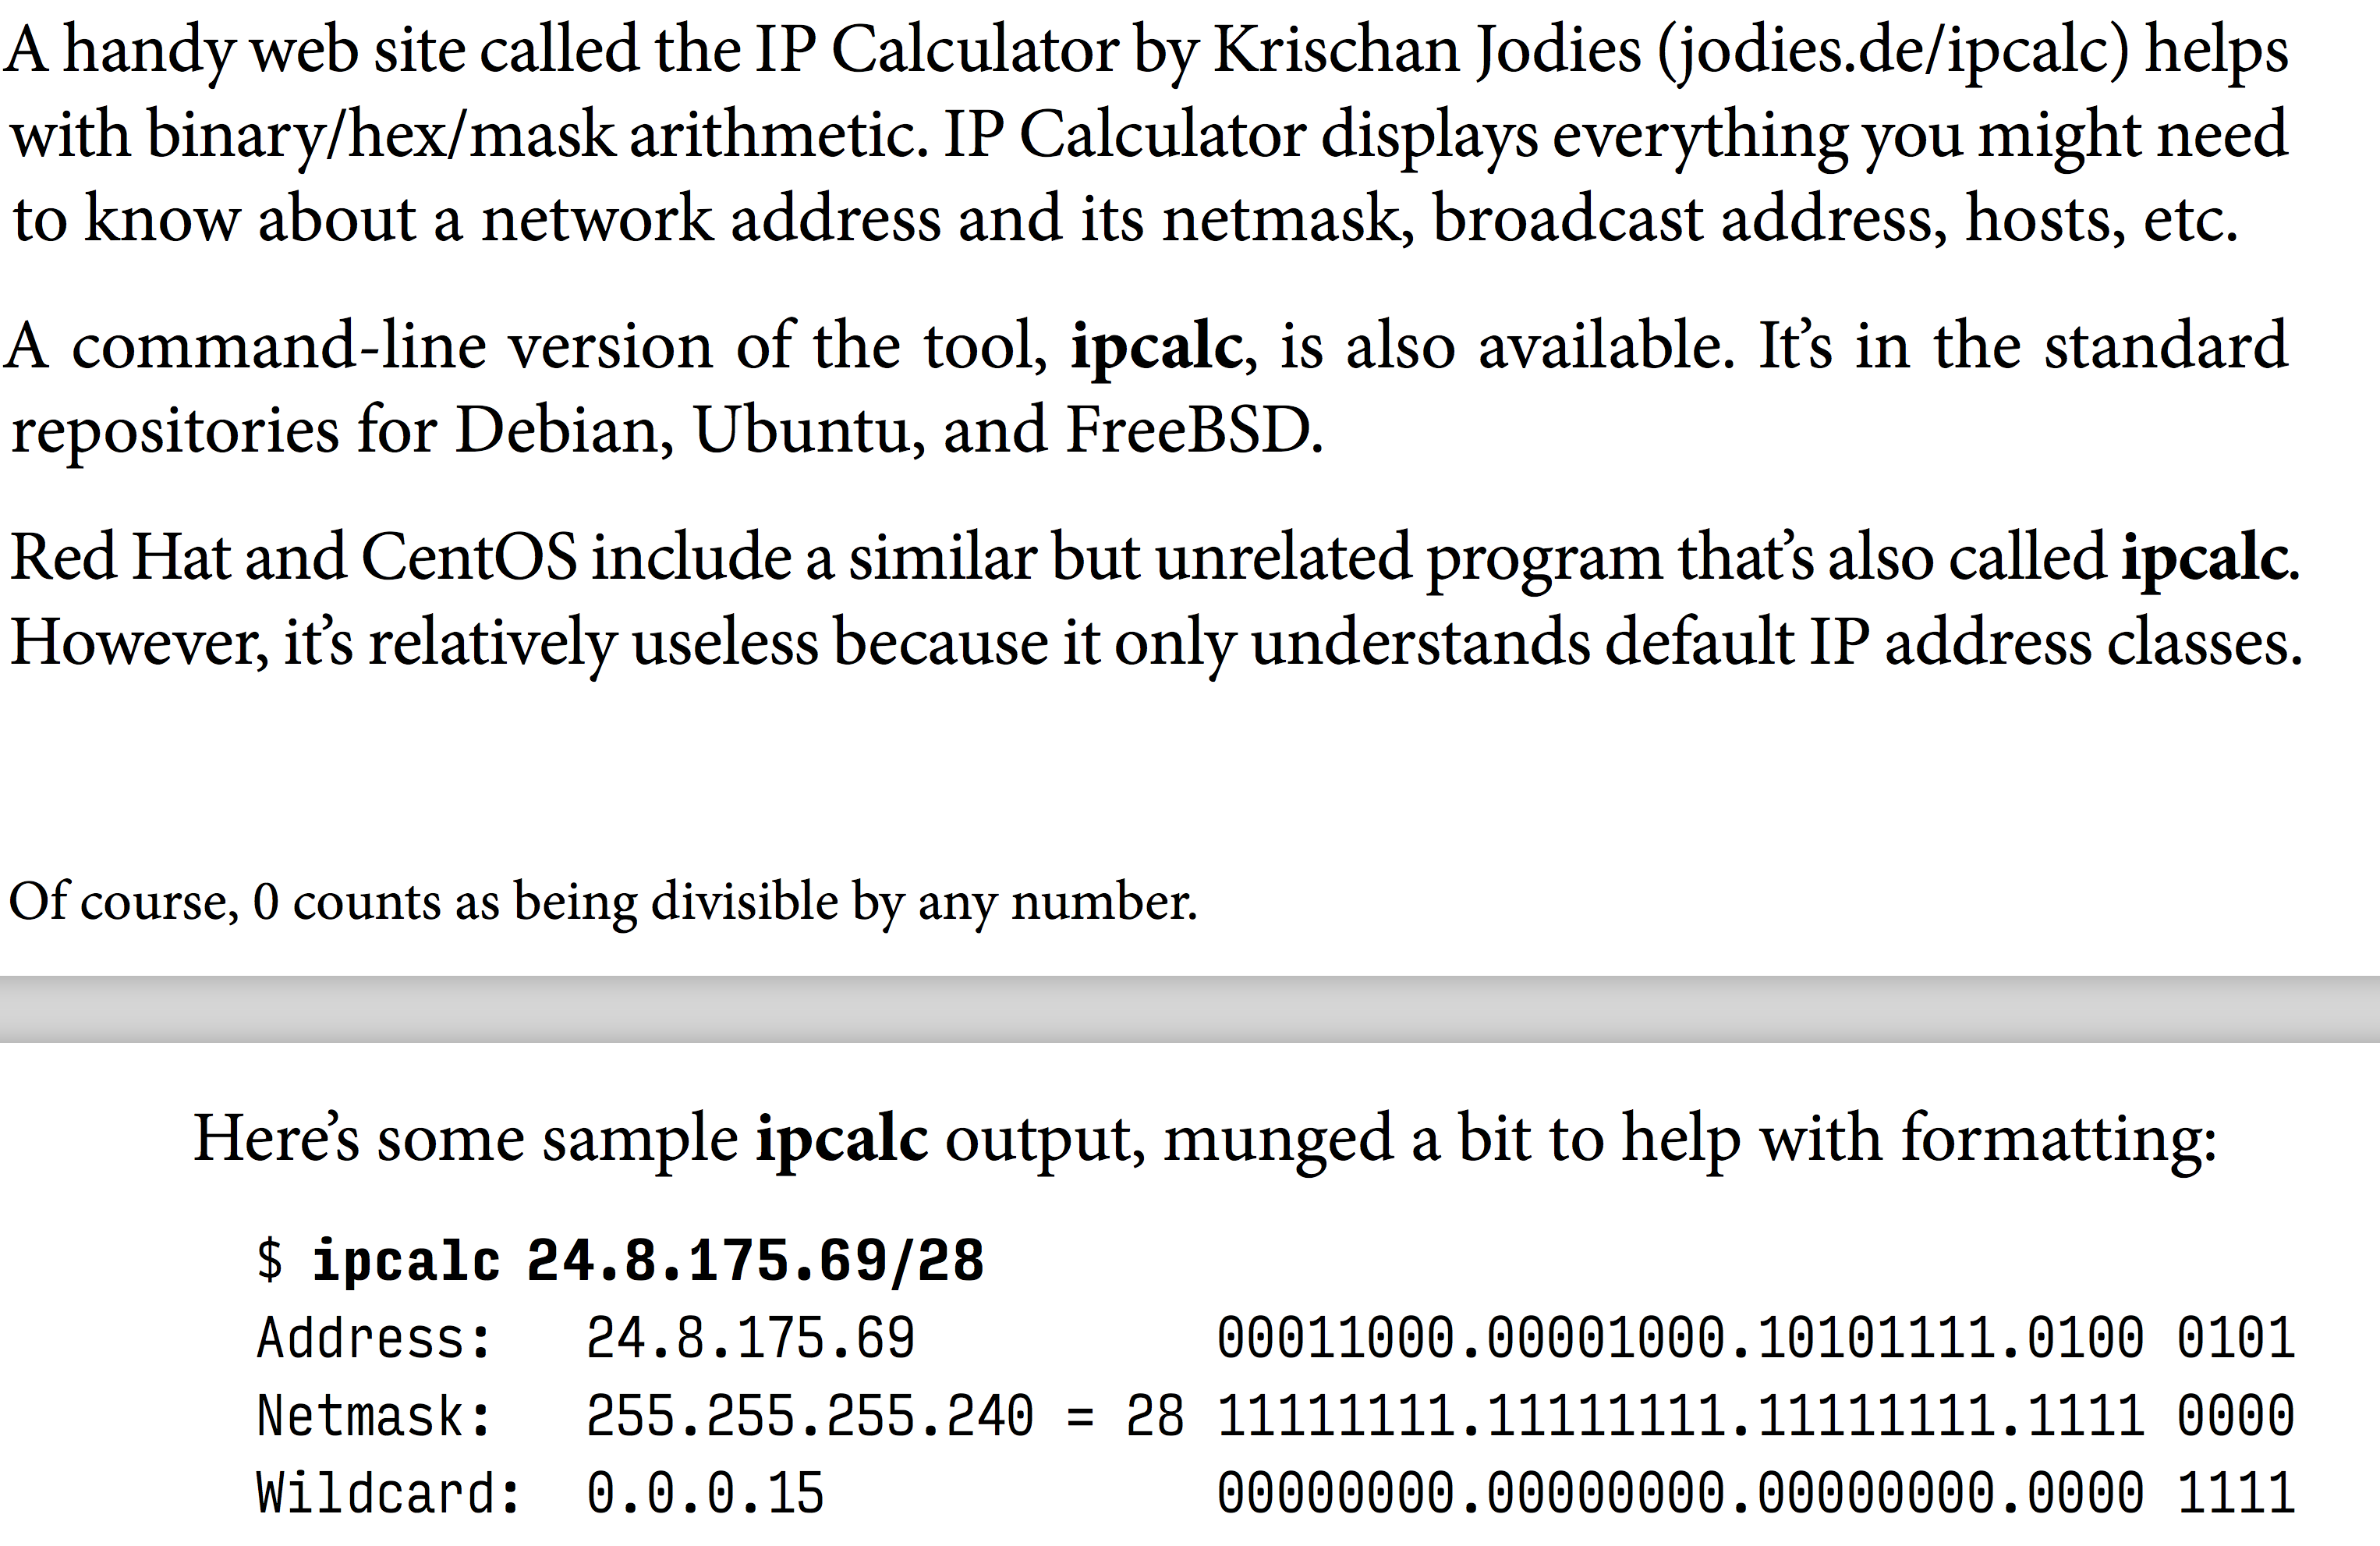 A handy web site called the IP Calculator by Krischan Jodies (jodies.de/ipcalc) helps
with binary/hex/mask arithmetic. IP Calculator displays everything you might need
to know about a network address and its netmask, broadcast address, hosts, etc.
A command-line version of the tool, ipcalc, is also available. It’s in the standard
repositories for Debian, Ubuntu, and FreeBSD.
Red Hat and CentOS include a similar but unrelated program that’s also called ipcalc.
However, it’s relatively useless because it only understands default IP address classes.
Of course, 0 counts as being divisible by any number.
Here’s some sample ipcalc output, munged a bit to help with formatting:
$ ipcalc 24.8.175.69/28
Address: 24.8.175.69 00011000.00001000.10101111.0100 0101
Netmask: 255.255.255.240 = 28 11111111.11111111.11111111.1111 0000
Wildcard: 0.0.0.15 00000000.00000000.00000000.0000 1111